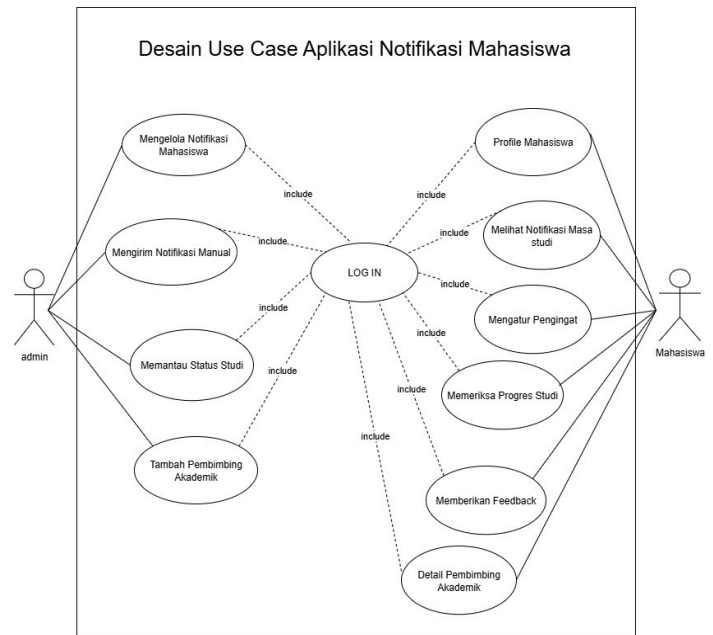 Desain Use Case Aplikasi Notifikasi Mahasiswa
Mengelola Notifikasi
Mahasiswa
Profile Mahasiswa
include
include
Mengirim Notifikasi Manual
include
include
Melihat Notifikasi Masa
studi
LOG IN
admin
include
include
Mengatur Pengingat
Mahasiswa
Memantau Status Studi
include
include
Memeriksa Progres Studi
include
include
Tambah Pembimbing
Akademik
Memberikan Feedback
Detail Pembimbing
Akademik